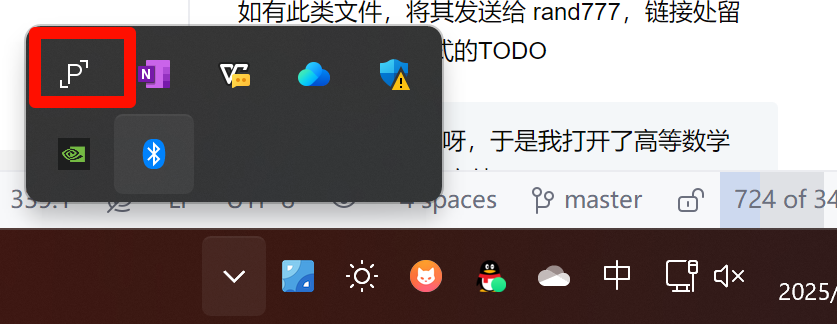 如有此类文件，将其发送给 rand777，链接处留
式的TODO
P
N
呀，于是我打开了高等数学
4 spaces
master
724 of 34
中
2025/